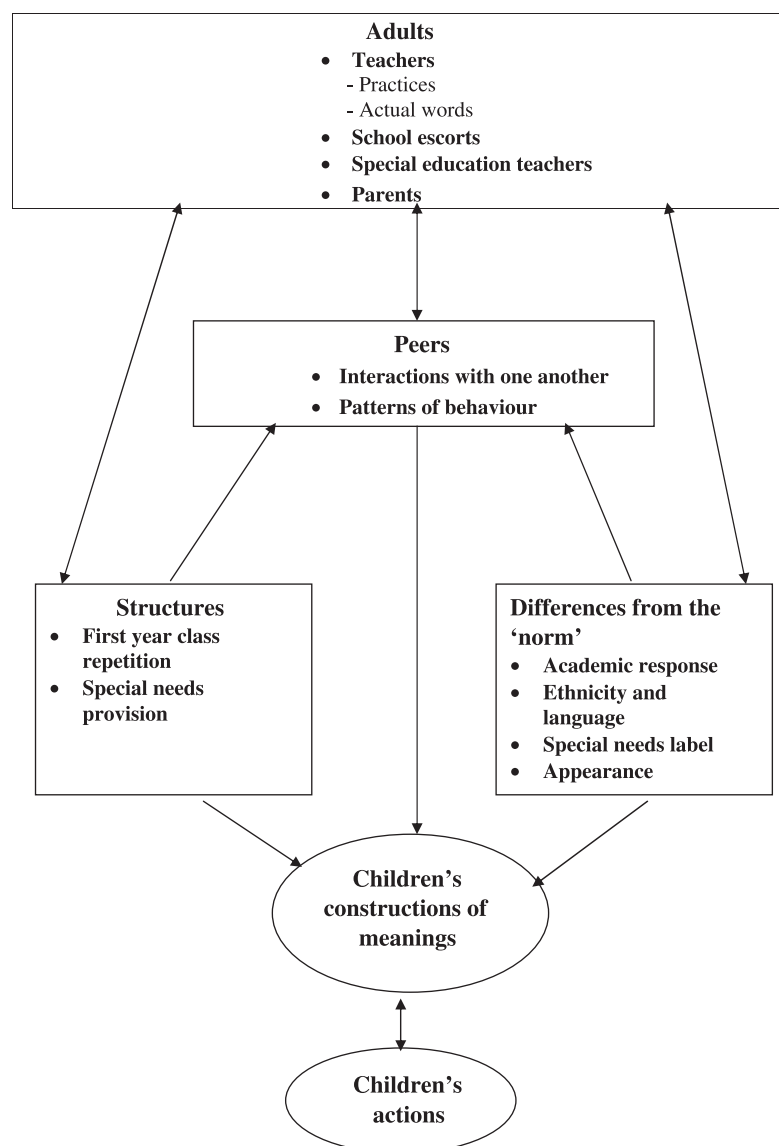 Adults
• Teachers
- Practices
- Actual words
• School escorts
• Special education teachers
• Parents
Peers
• Interactions with one another
• Patterns of behaviour
Structures
• First year class
repetition
• Special needs
provision
Differences from the
‘norm’
• Academic response
• Ethnicity and
language
• Special needs label
• Appearance
Children’s
constructions of
meanings
Children’s
actions